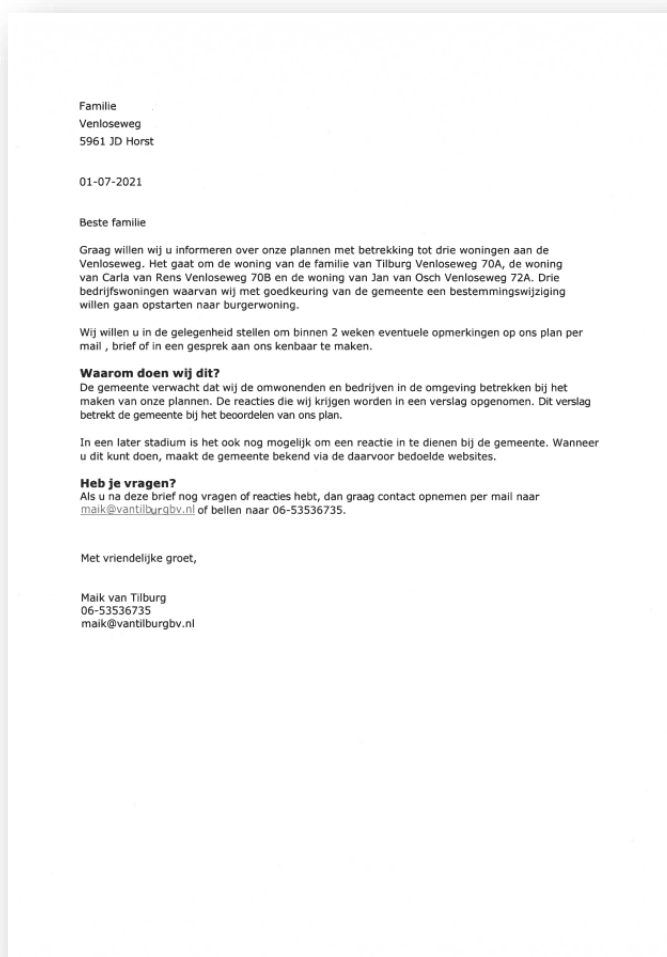 Familie
Venloseweg
5961 JD Horst
01-07-2021
Beste familie
Graag willen wij u informeren over onze plannen met betrekking tot drie woningen aan de
Venloseweg. Het gaat om de woning van de familie van Tilburg Venloseweg 70A, de woning
van Carla van Rens Venloseweg 70B en de woning van Jan van Osch Venloseweg 72A. Drie
bedrijfswoningen waarvan wij met goedkeuring van de gemeente een bestemmingswijziging
willen gaan opstarten naar burgerwoning.
Wij willen u in de gelegenheid stellen om binnen 2 weken eventuele opmerkingen op ons plan per
mail , brief of in een gesprek aan ons kenbaar te maken.
Waarom doen wij dit?
De gemeente verwacht dat wij de omwonenden en bedrijven in de omgeving betrekken bij het
maken van onze plannen. De reacties die wij krijgen worden in een verslag opgenomen. Dit verslag
betrekt de gemeente bij het beoordelen van ons plan.
In een later stadium is het ook nog mogelijk om een reactie in te dienen bij de gemeente. Wanneer
u dit kunt doen, maakt de gemeente bekend via de daarvoor bedoelde websites.
Heb je vragen?
Als u na deze brief nog vragen of reacties hebt, dan graag contact opnemen per mail naar
maik@vantilburgbv.nl of bellen naar 06-53536735.
Met vriendelijke groet,
Maik van Tilburg
06-53536735
maik@vantilburgbv.nl